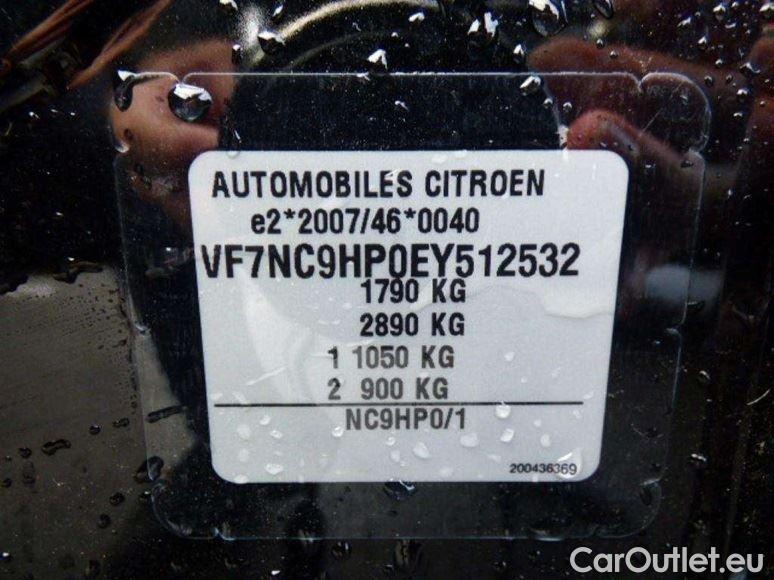 AUTOMOBILES CITROEN
e2*2007/46*0040
VF7NC9HP0EY512532
1790 KG
2890 KG
1 1050 KG
2 900 KG
NC9HP0/1
200436369
CarOutlet.eu